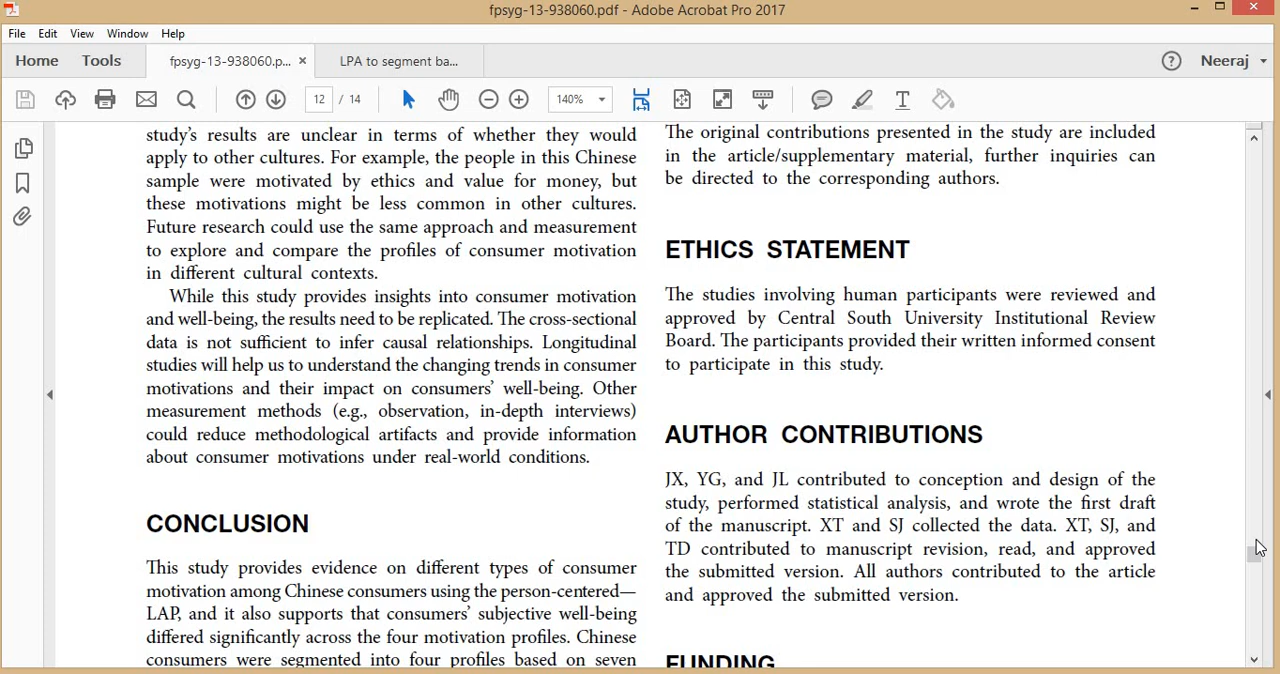 fpsyg-13-938060.pdf - Adobe Acrobat Pro 2017
File Edit View Window Help
Home Tools fpsyg-13-938060.p... × LPA to segment ba... Neeraj
12 / 14 140%
study's results are unclear in terms of whether they would
apply to other cultures. For example, the people in this Chinese
sample were motivated by ethics and value for money, but
these motivations might be less common in other cultures.
Future research could use the same approach and measurement
to explore and compare the profiles of consumer motivation
in different cultural contexts.
While this study provides insights into consumer motivation
and well-being, the results need to be replicated. The cross-sectional
data is not sufficient to infer causal relationships. Longitudinal
studies will help us to understand the changing trends in consumer
motivations and their impact on consumers' well-being. Other
measurement methods (e.g., observation, in-depth interviews)
could reduce methodological artifacts and provide information
about consumer motivations under real-world conditions.
CONCLUSION
This study provides evidence on different types of consumer
motivation among Chinese consumers using the person-centered—
LAP, and it also supports that consumers' subjective well-being
differed significantly across the four motivation profiles. Chinese
consumers were segmented into four profiles based on seven
The original contributions presented in the study are included
in the article/supplementary material, further inquiries can
be directed to the corresponding authors.
ETHICS STATEMENT
The studies involving human participants were reviewed and
approved by Central South University Institutional Review
Board. The participants provided their written informed consent
to participate in this study.
AUTHOR CONTRIBUTIONS
JX, YG, and JL contributed to conception and design of the
study, performed statistical analysis, and wrote the first draft
of the manuscript. XT and SJ collected the data. XT, SJ, and
TD contributed to manuscript revision, read, and approved
the submitted version. All authors contributed to the article
and approved the submitted version.
FUNDING